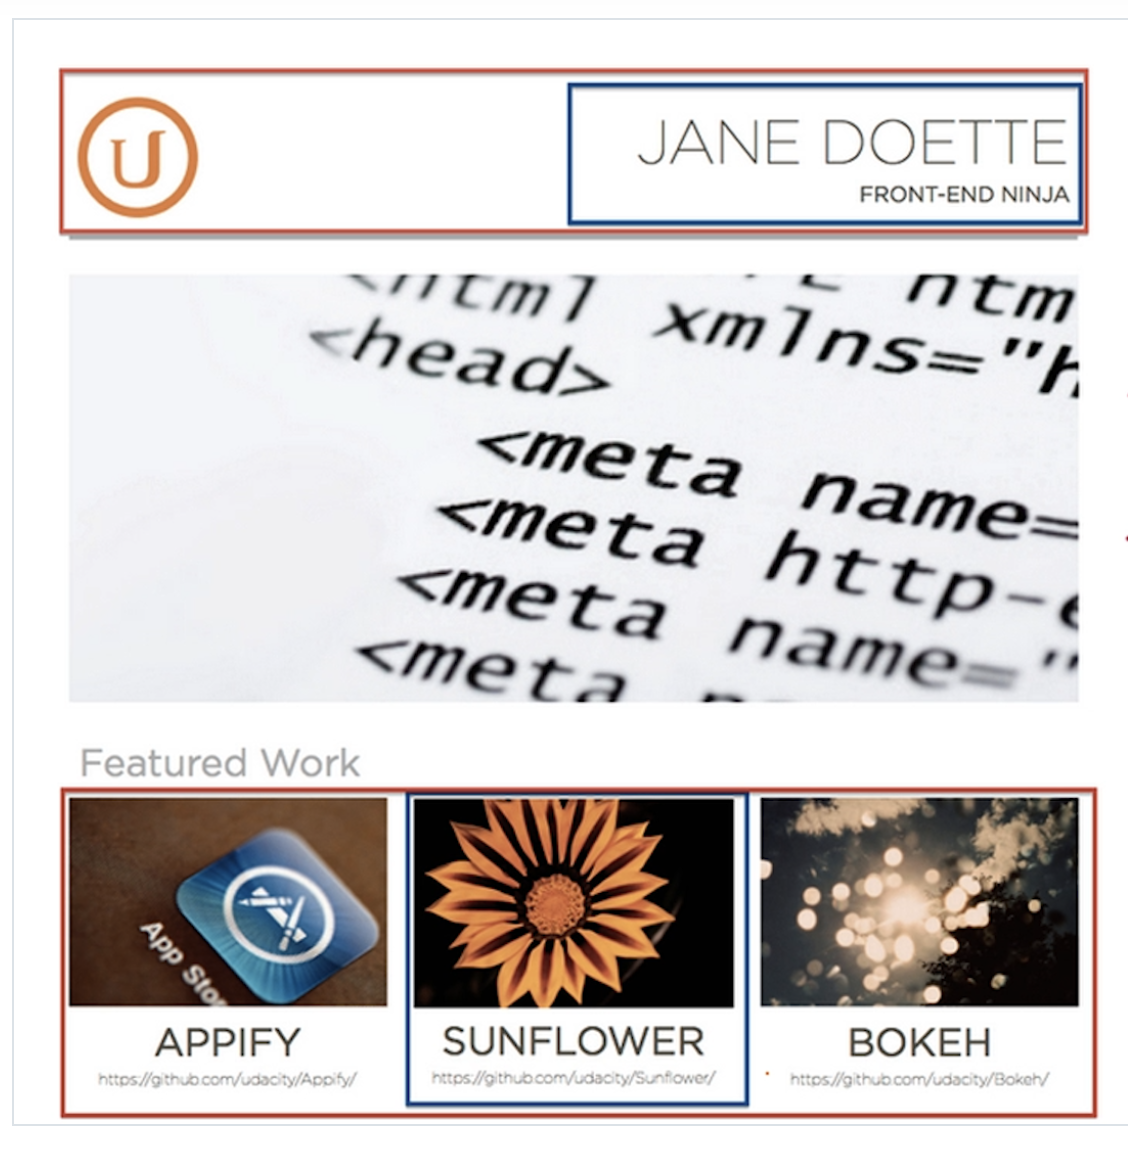 U
JANE DOETTE
FRONT-END NINJA
<html xmlns="h
<head>
<meta name=
<meta http-e
<meta name="
<meta
Featured Work
App Stor
APPIFY
SUNFLOWER
BOKEH
https://github.com/udacity/Appify/
https://github.com/udacity/Sunflower/
https://github.com/udacity/Bokeh/